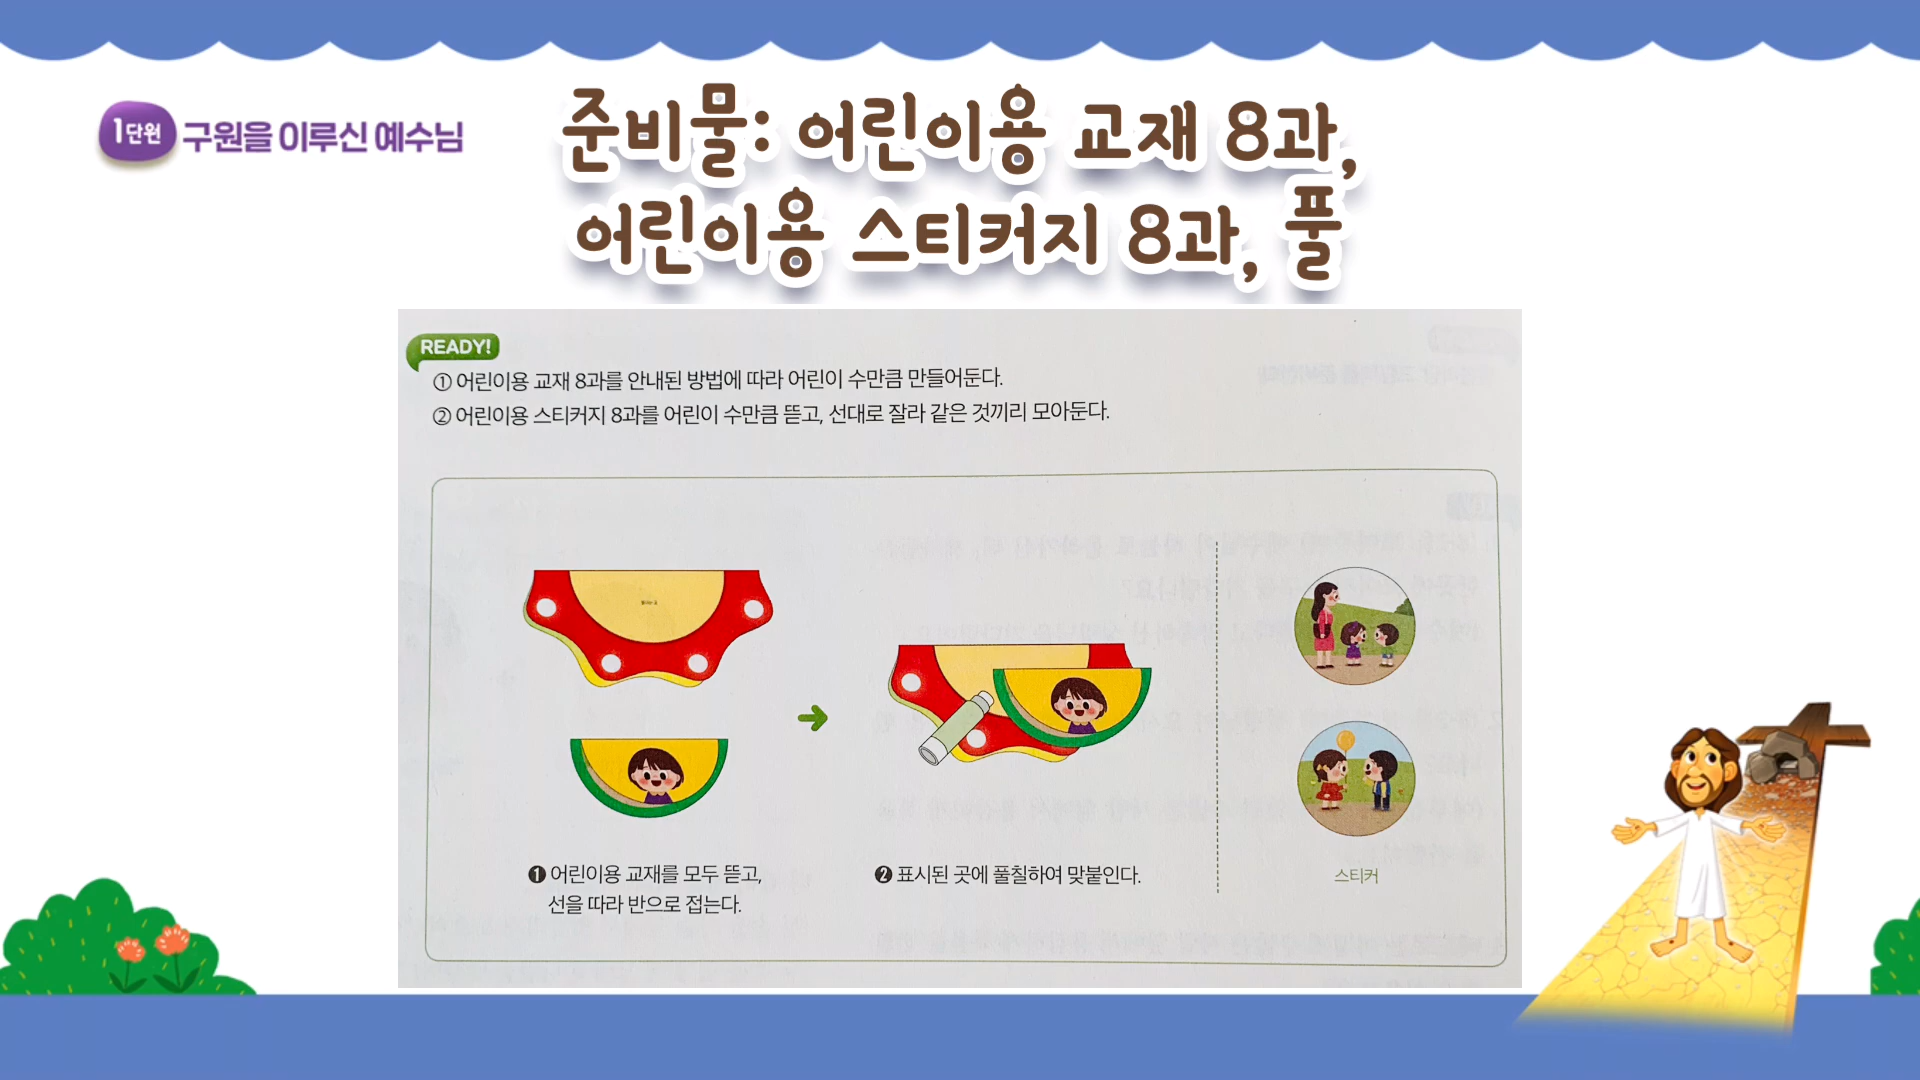 1단원 구원을 이루신 예수님
준비물: 어린이용 교재 8과,
어린이용 스티커지 8과, 풀
READY!
① 어린이용 교재 8과를 안내된 방법에 따라 어린이 수만큼 만들어둔다.
② 어린이용 스티커지 8과를 어린이 수만큼 뜯고, 선대로 잘라 같은 것끼리 모아둔다.
❶ 어린이용 교재를 모두 뜯고,
선을 따라 반으로 접는다.
❷ 표시된 곳에 풀칠하여 맞붙인다.
스티커